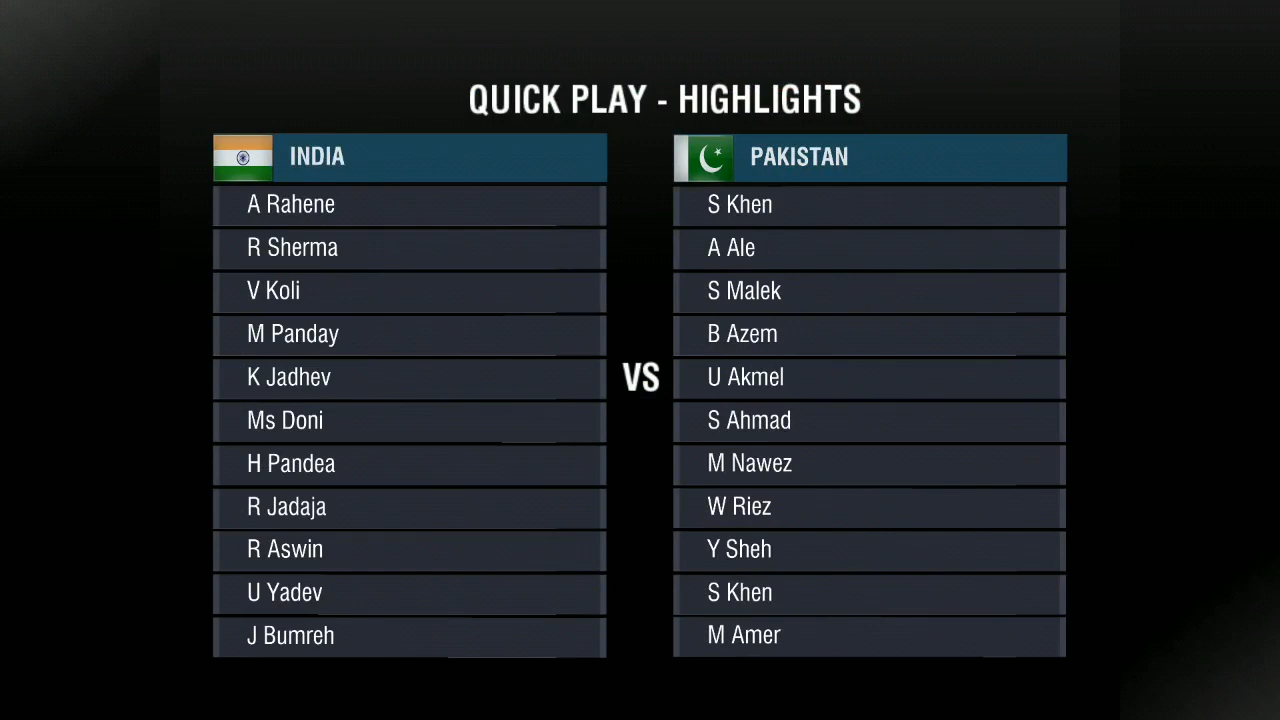 QUICK PLAY - HIGHLIGHTS
INDIA
A Rahene
R Sherma
V Koli
M Panday
K Jadhev
Ms Doni
H Pandea
R Jadaja
R Aswin
U Yadev
J Bumreh
VS
PAKISTAN
S Khen
A Ale
S Malek
B Azem
U Akmel
S Ahmad
M Nawez
W Riez
Y Sheh
S Khen
M Amer